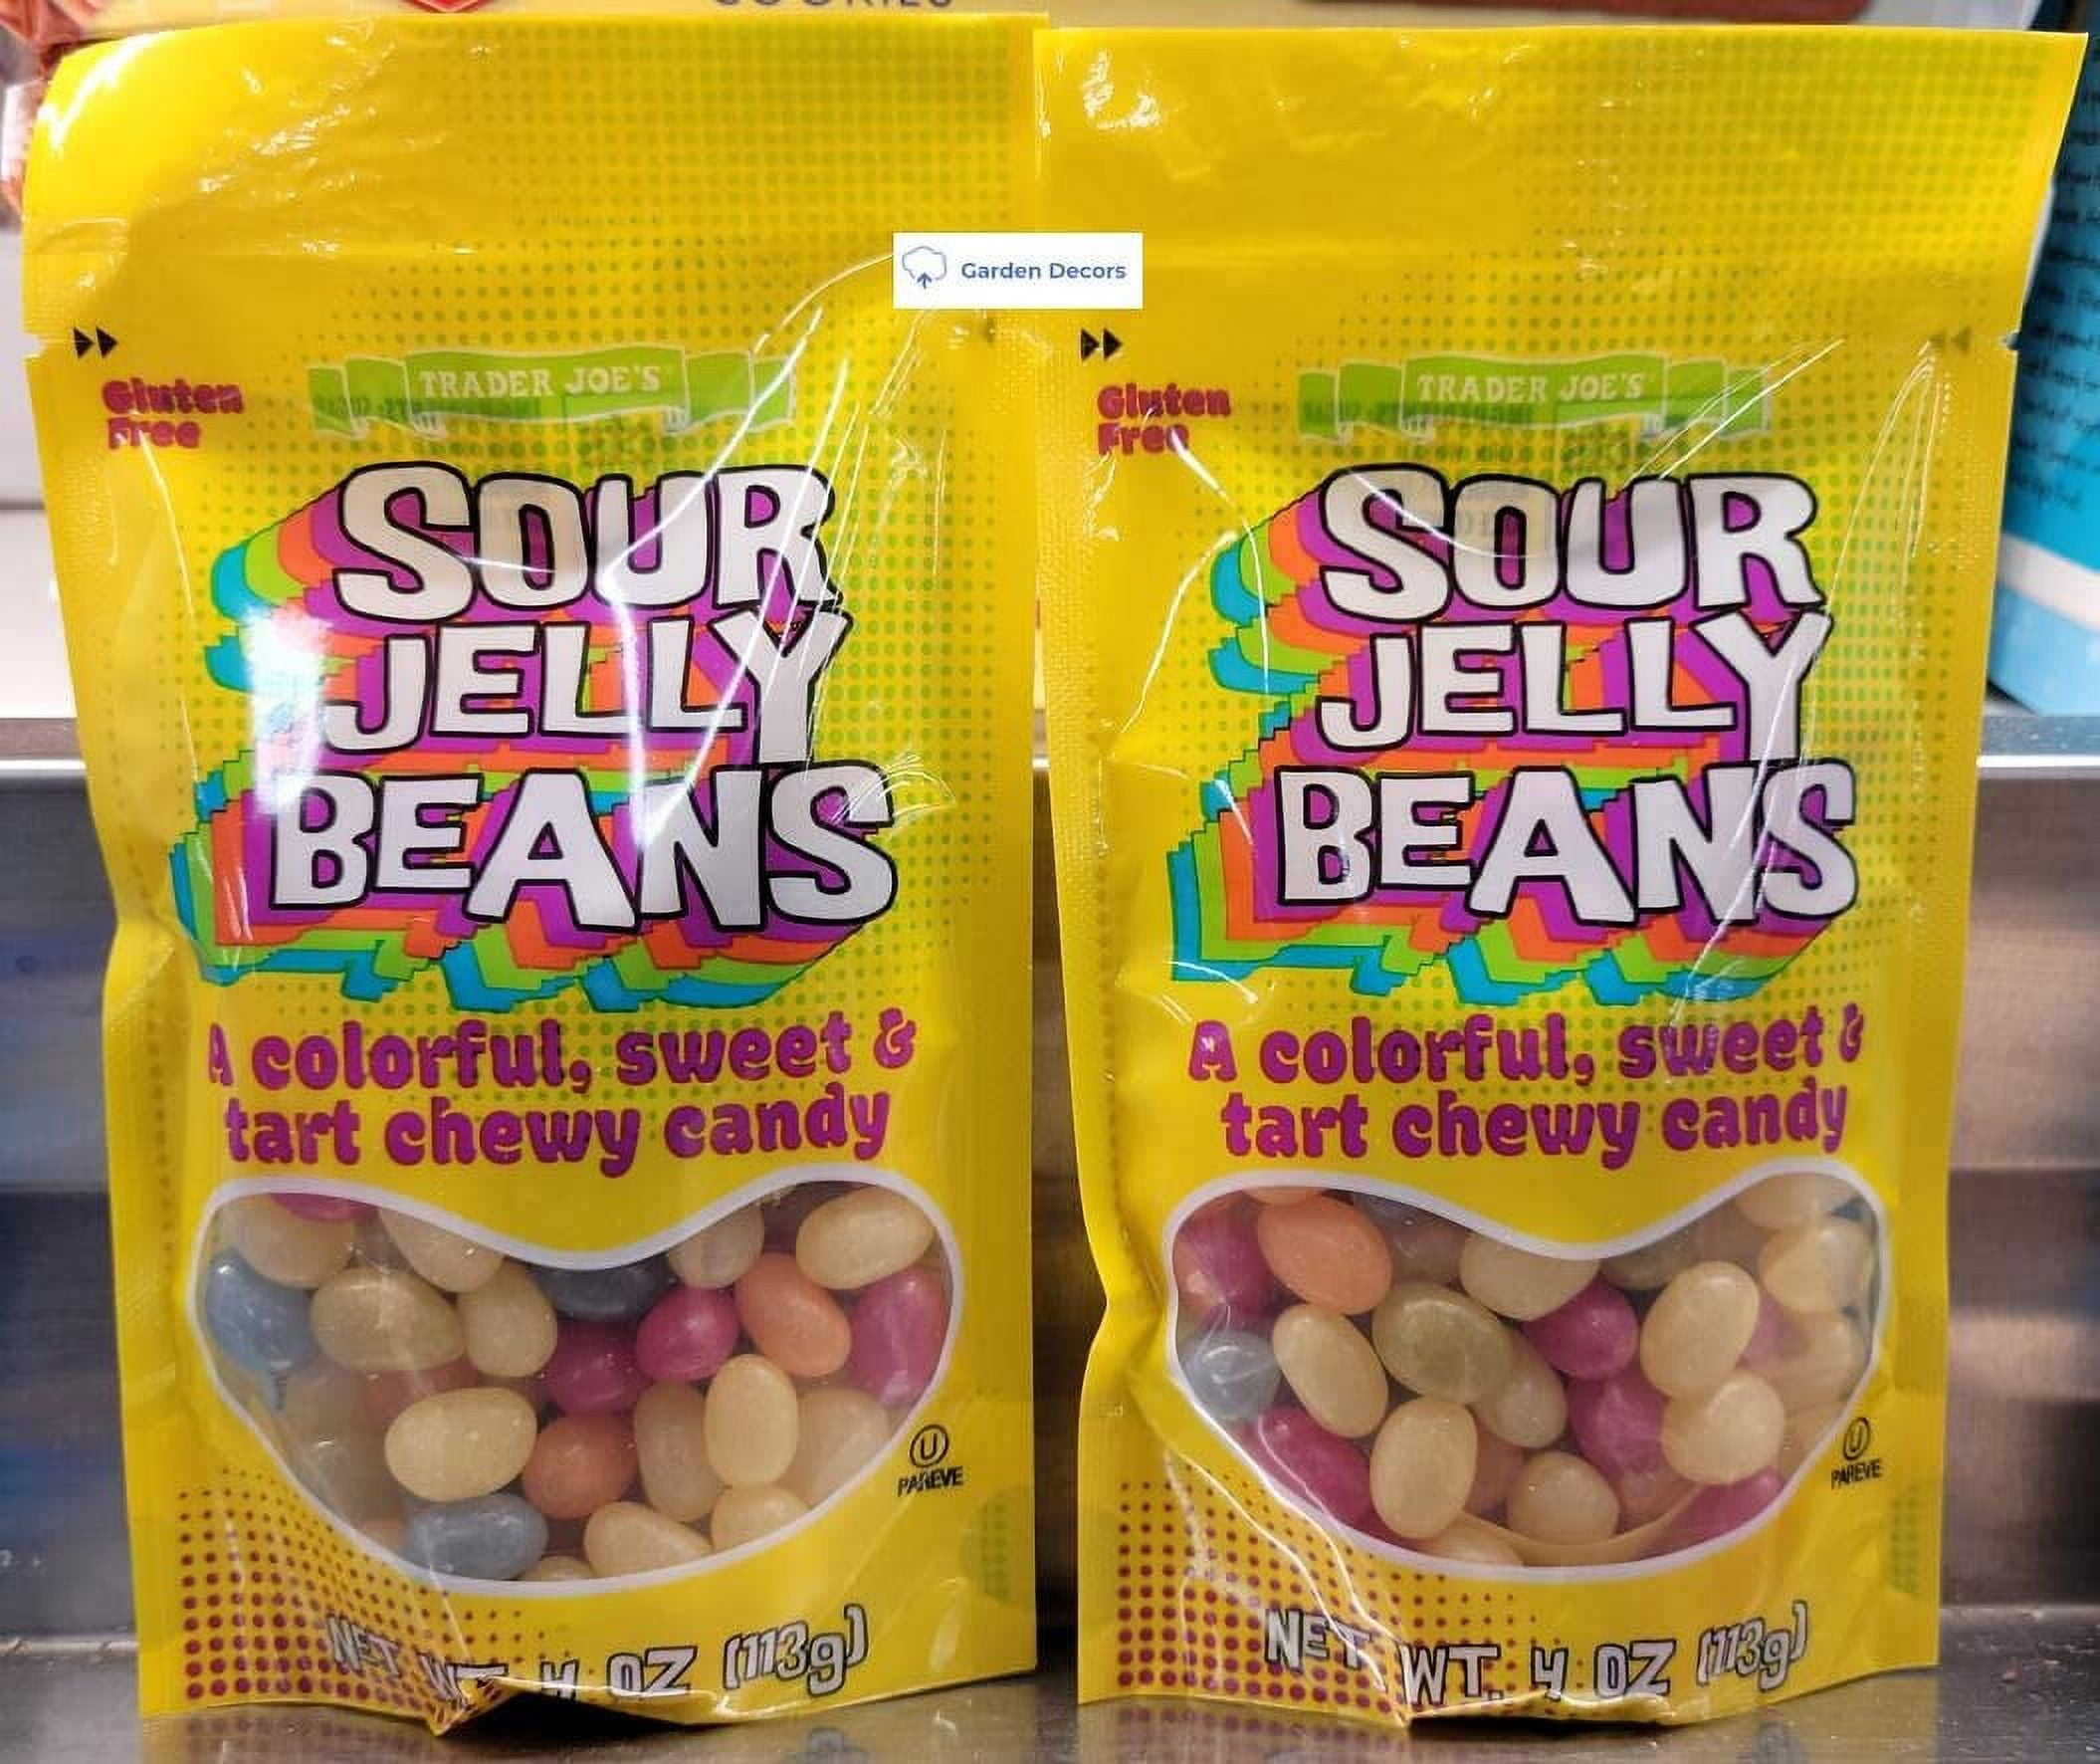 Garden Decors
Gluten
Free
TRADER JOE'S
SOUR
JELLY
BEANS
A colorful, sweet &
tart chewy candy
U
PAREVE
NET WT. 4 OZ (113g)
Gluten
Free
TRADER JOE'S
SOUR
JELLY
BEANS
A colorful, sweet &
tart chewy candy
U
PAREVE
NET WT. 4 OZ (113g)